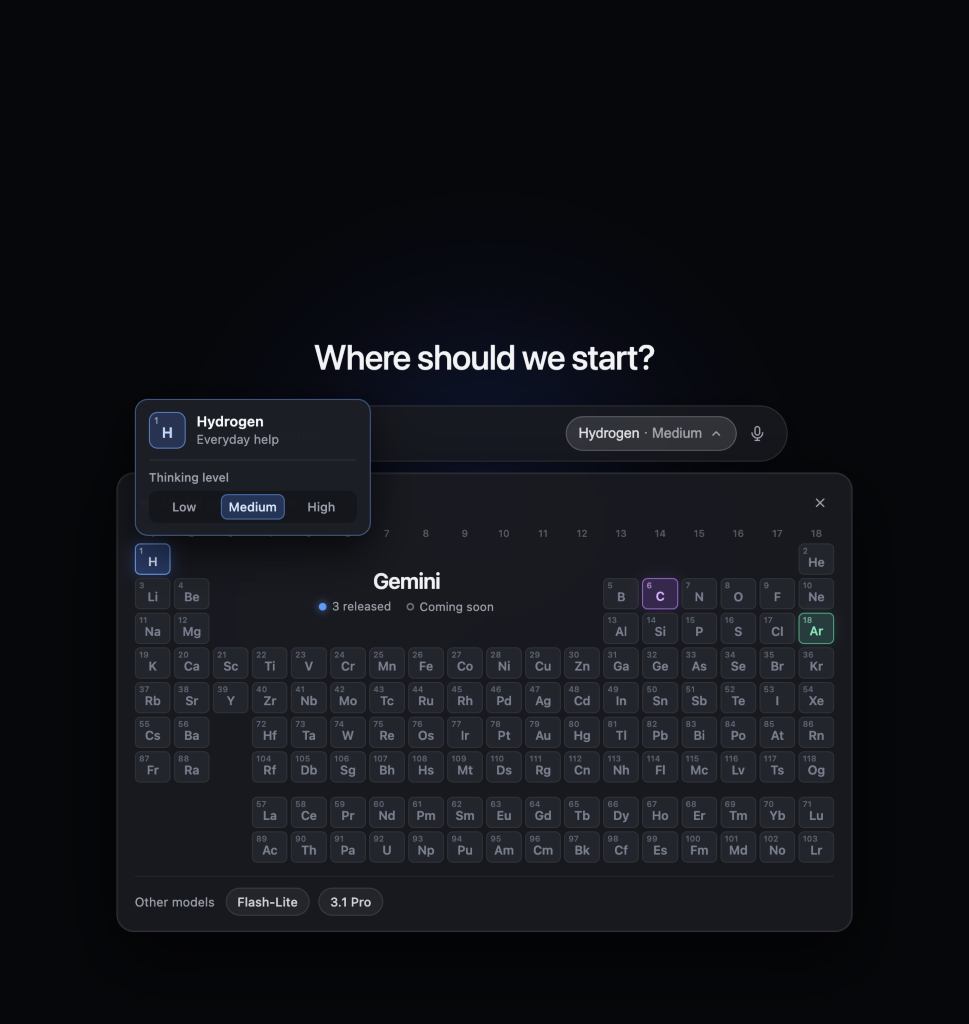 Where should we start?
1
H
Hydrogen
Everyday help
Hydrogen · Medium
Thinking level
Low Medium High
7 8 9 10 11 12 13 14 15 16 17 18
1 H 2 He
Gemini
3 Li 4 Be 5 B 6 C 7 N 8 O 9 F 10 Ne
3 released Coming soon
11 Na 12 Mg 13 Al 14 Si 15 P 16 S 17 Cl 18 Ar
19 K 20 Ca 21 Sc 22 Ti 23 V 24 Cr 25 Mn 26 Fe 27 Co 28 Ni 29 Cu 30 Zn 31 Ga 32 Ge 33 As 34 Se 35 Br 36 Kr
37 Rb 38 Sr 39 Y 40 Zr 41 Nb 42 Mo 43 Tc 44 Ru 45 Rh 46 Pd 47 Ag 48 Cd 49 In 50 Sn 51 Sb 52 Te 53 I 54 Xe
55 Cs 56 Ba 72 Hf 73 Ta 74 W 75 Re 76 Os 77 Ir 78 Pt 79 Au 80 Hg 81 Tl 82 Pb 83 Bi 84 Po 85 At 86 Rn
87 Fr 88 Ra 104 Rf 105 Db 106 Sg 107 Bh 108 Hs 109 Mt 110 Ds 111 Rg 112 Cn 113 Nh 114 Fl 115 Mc 116 Lv 117 Ts 118 Og
57 La 58 Ce 59 Pr 60 Nd 61 Pm 62 Sm 63 Eu 64 Gd 65 Tb 66 Dy 67 Ho 68 Er 69 Tm 70 Yb 71 Lu
89 Ac 90 Th 91 Pa 92 U 93 Np 94 Pu 95 Am 96 Cm 97 Bk 98 Cf 99 Es 100 Fm 101 Md 102 No 103 Lr
Other models Flash-Lite 3.1 Pro